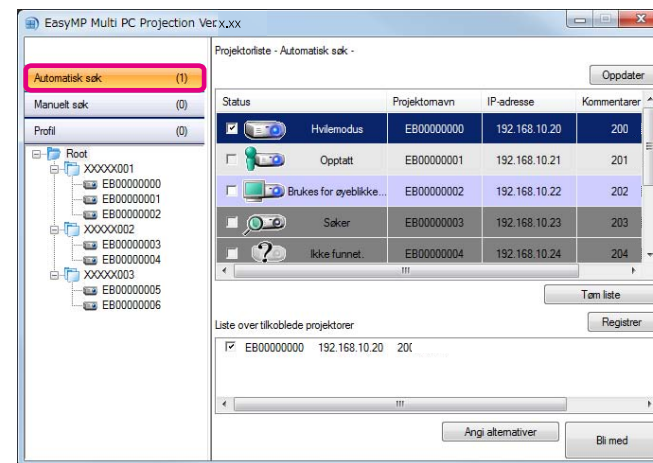 EasyMP Multi PC Projection Ver.x.xx
Projektorliste - Automatisk søk -
Automatisk søk (1)
Oppdater
Manuelt søk (0)
Profil (0)
Status Projektornavn IP-adresse Kommentarer
Hvilemodus EB00000000 192.168.10.20 200
Opptatt EB00000001 192.168.10.21 201
Brukes for øyeblikke... EB00000002 192.168.10.22 202
Søker EB00000003 192.168.10.23 203
Ikke funnet. EB00000004 192.168.10.24 204
Root
XXXXX001
EB00000000
EB00000001
EB00000002
XXXXX002
EB00000003
EB00000004
XXXXX003
EB00000005
EB00000006
Tøm liste
Liste over tilkoblede projektorer
Registrer
EB00000000 192.168.10.20 200
Angi alternativer
Bli med